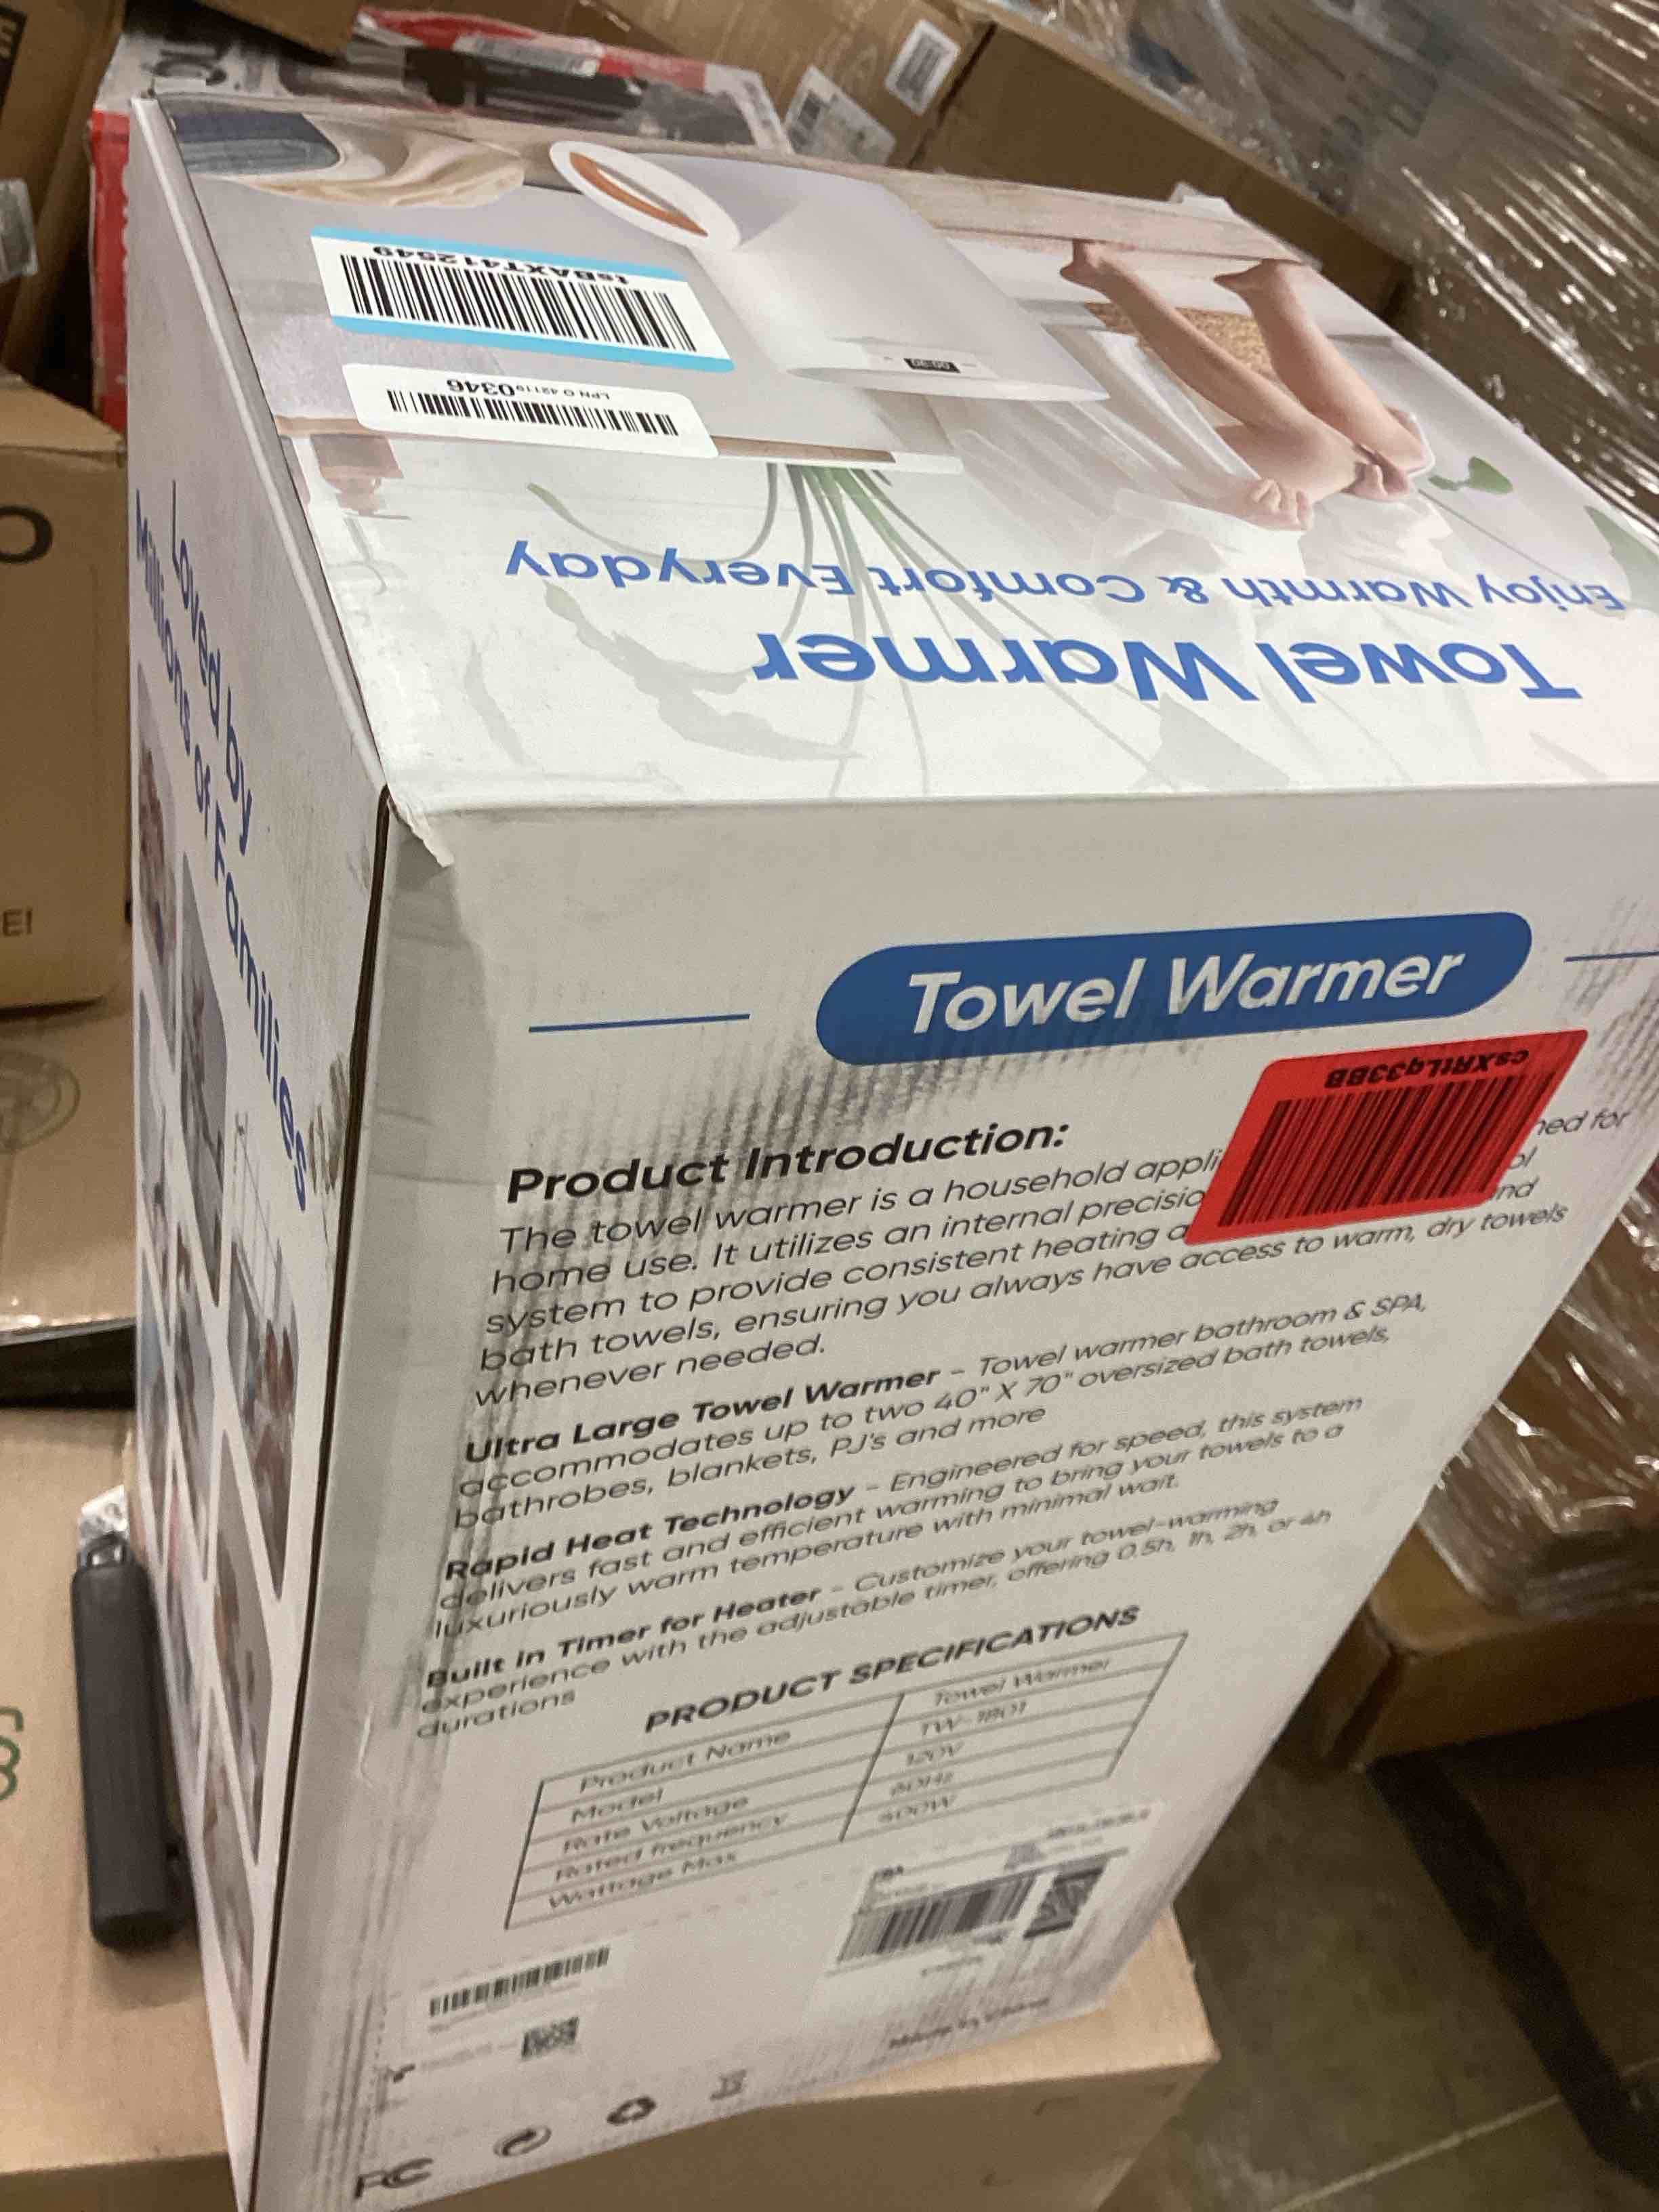 Towel Warmer
Enjoy Warmth & Comfort Everyday
tsBAXT412549
0346
Loved by
Millions of Families
Towel Warmer
csXRtLq33BB
Product Introduction:
The towel warmer is a household appli ned for
home use. It utilizes an internal precisio ol
system to provide consistent heating a nd
bath towels, ensuring you always have access to warm, dry towels
whenever needed.
Ultra Large Towel Warmer - Towel warmer bathroom & SPA,
accommodates up to two 40" X 70" oversized bath towels,
bathrobes, blankets, PJ's and more
Rapid Heat Technology - Engineered for speed, this system
delivers fast and efficient warming to bring your towels to a
luxuriously warm temperature with minimal wait.
Built in Timer for Heater - Customize your towel-warming
experience with the adjustable timer, offering 0.5h, 1h, 2h, or 4h
durations
PRODUCT SPECIFICATIONS
Product Name Towel Warmer
Model TW-1801
Rate Voltage 120V
Rated frequency 60Hz
Wattage Max 500W
FC
EI